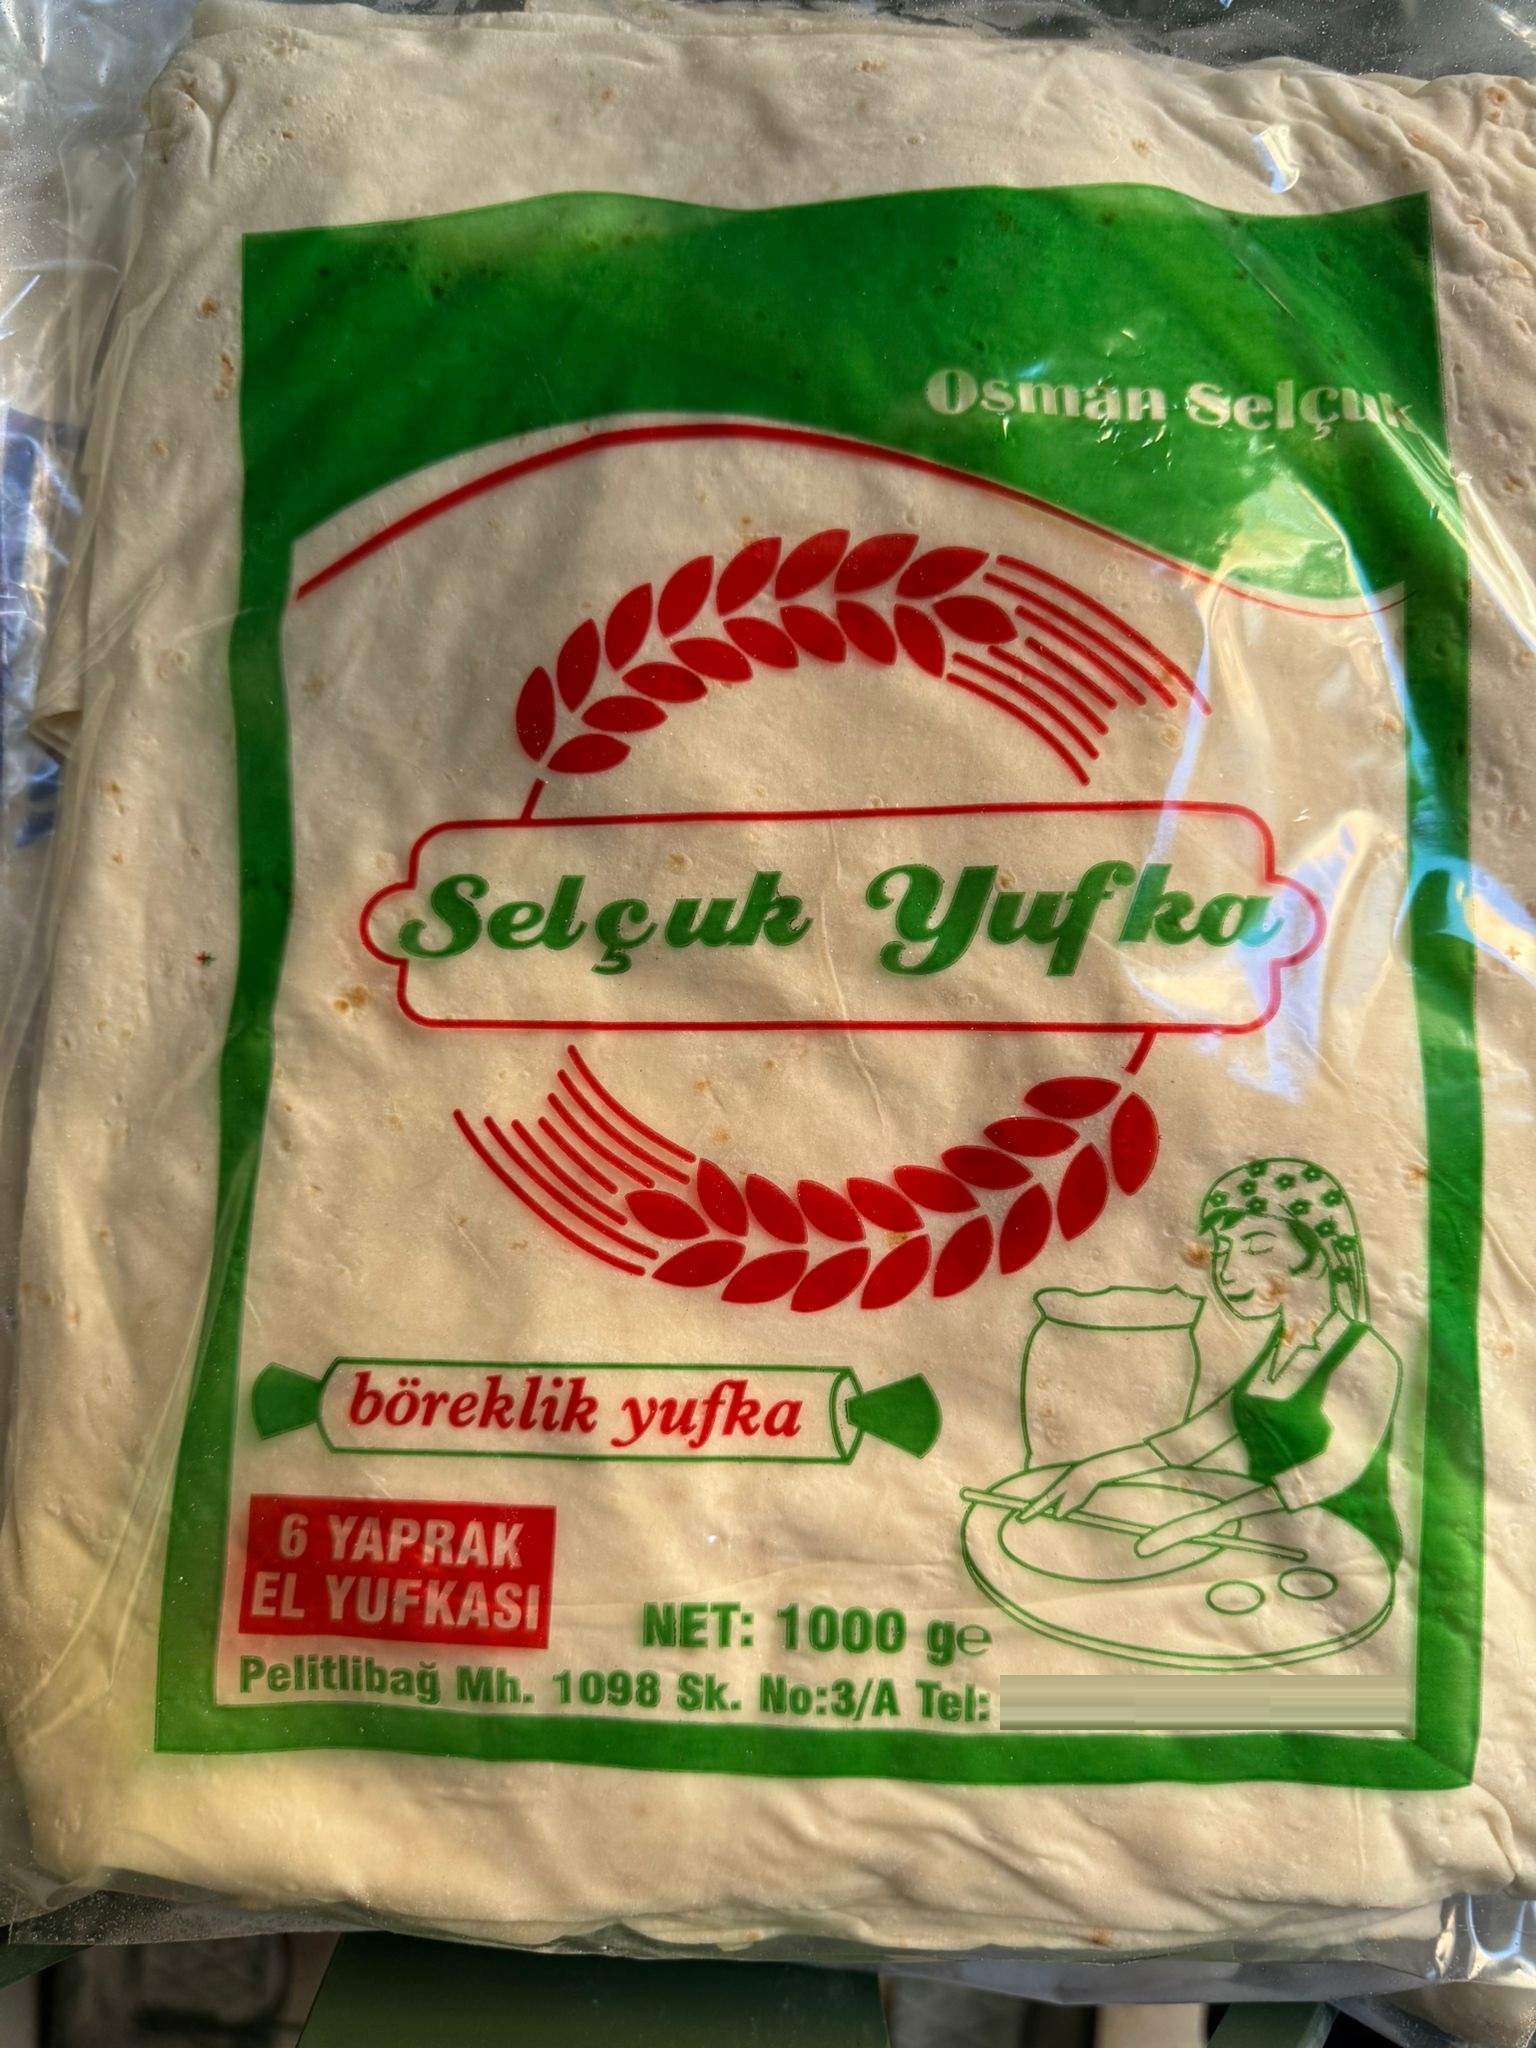 Osman Selçuk
Selçuk Yufka
böreklik yufka
6 YAPRAK
EL YUFKASI
NET: 1000 g℮
Pelitlibağ Mh. 1098 Sk. No:3/A Tel: